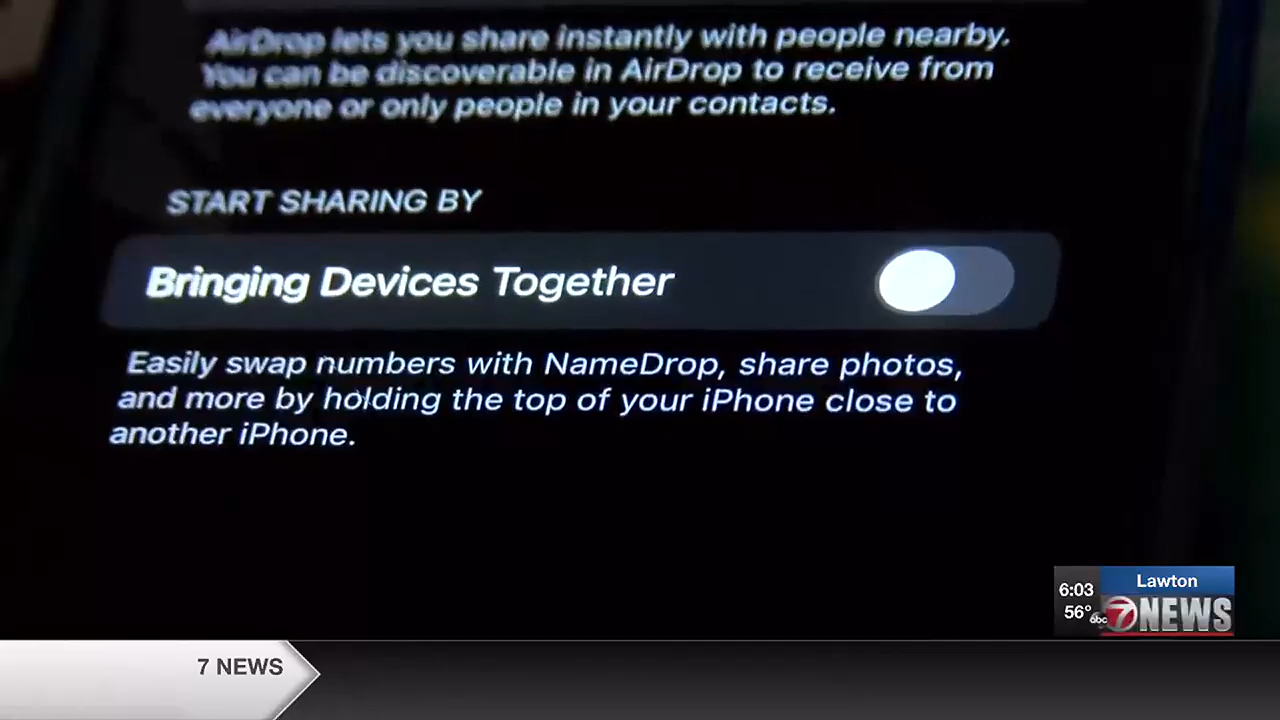 AirDrop lets you share instantly with people nearby.
You can be discoverable in AirDrop to receive from
everyone or only people in your contacts.
START SHARING BY
Bringing Devices Together
Easily swap numbers with NameDrop, share photos,
and more by holding the top of your iPhone close to
another iPhone.
6:03
Lawton
56°
abc 7 NEWS
7 NEWS